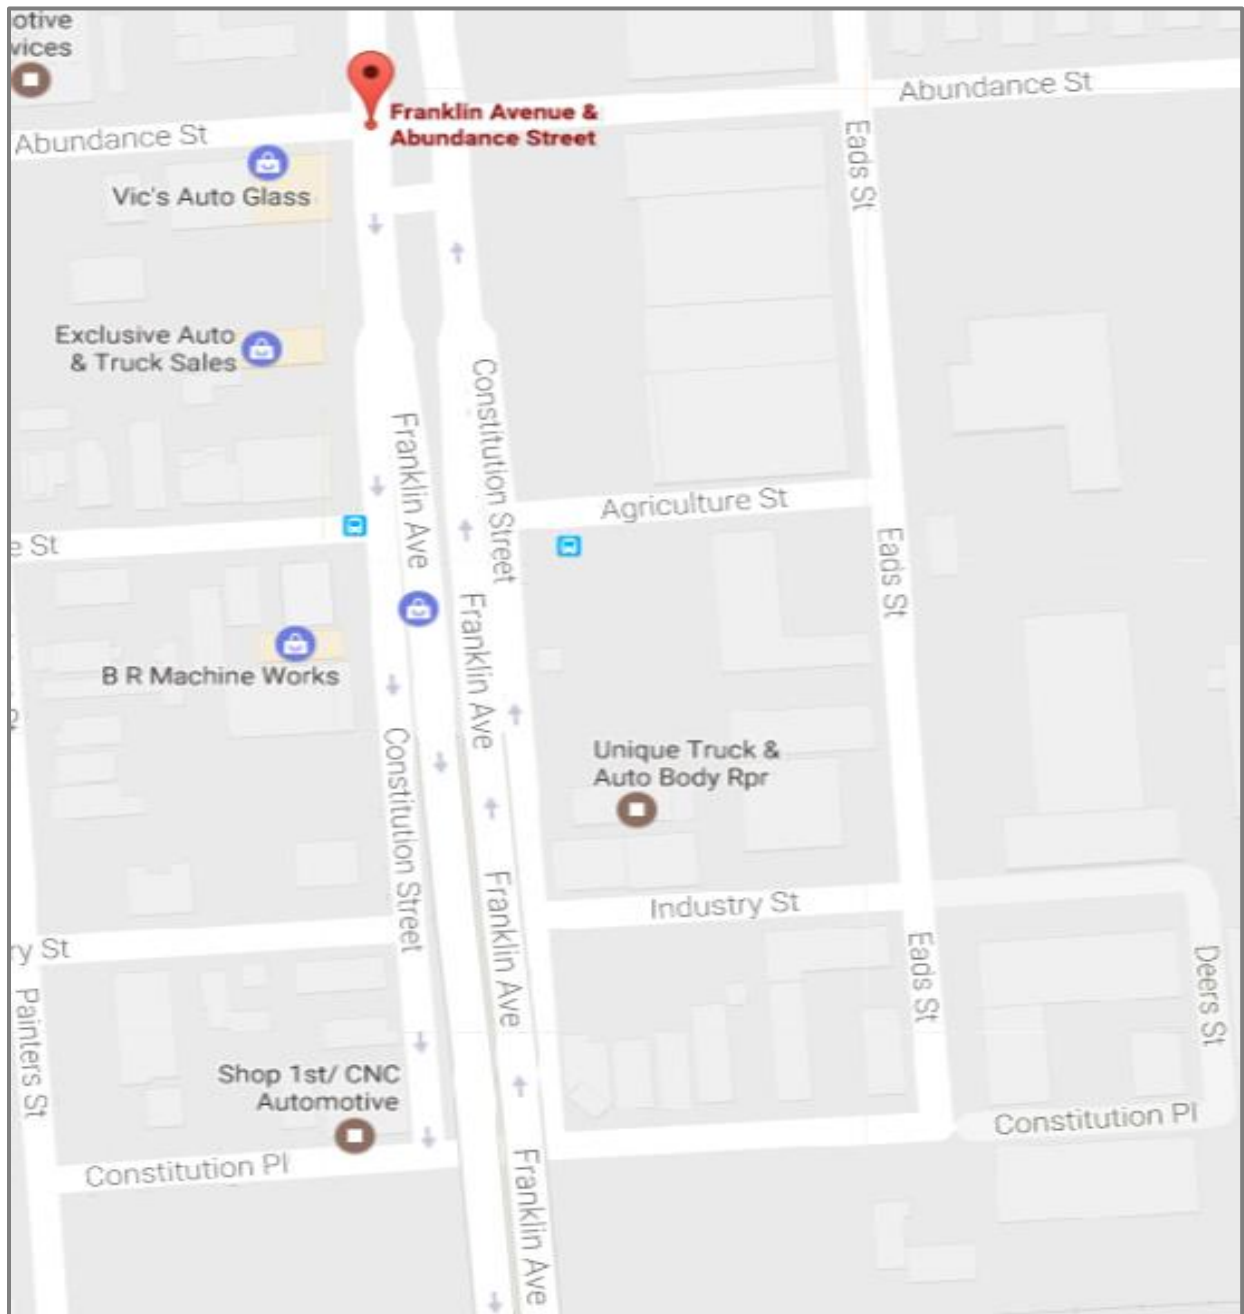 otive
vices
Abundance St
Franklin Avenue &
Abundance Street
Abundance St
Eads St
Vic's Auto Glass
Exclusive Auto
& Truck Sales
Franklin Ave
Constitution Street
Agriculture St
e St
Eads St
Franklin Ave
B R Machine Works
Constitution Street
Unique Truck &
Auto Body Rpr
Franklin Ave
Industry St
ry St
Eads St
Deers St
Painters St
Shop 1st/ CNC
Automotive
Constitution Pl
Constitution Pl
Franklin Ave